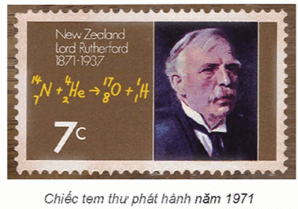 New Zealand
Lord Rutherford
1871-1937
¹⁴₇N + ⁴₂He → ¹⁷₈O + ¹₁H
7c
Chiếc tem thư phát hành năm 1971